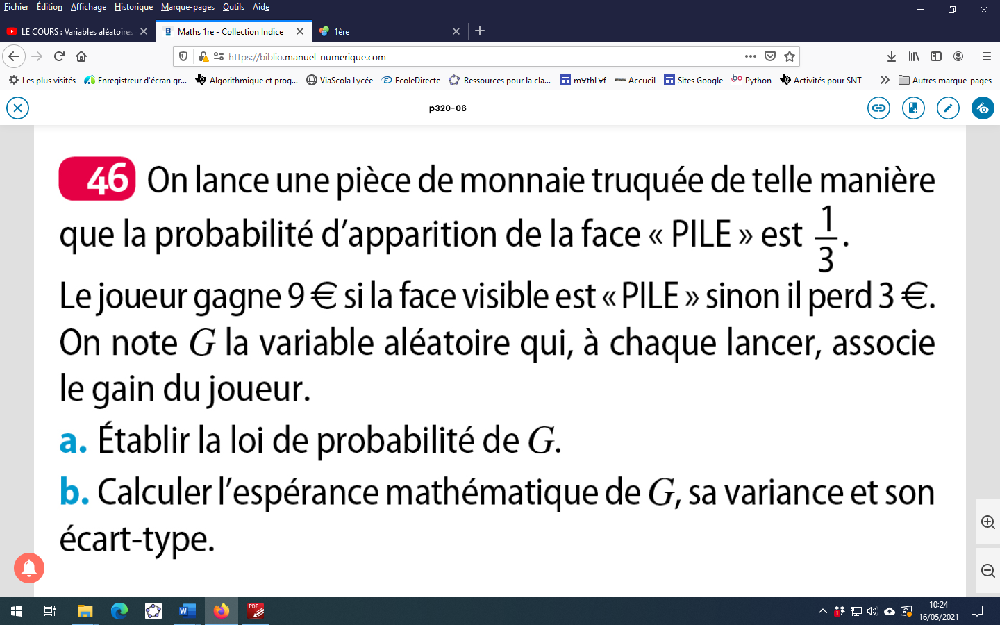 Fichier Édition Affichage Historique Marque-pages Outils Aide
LE COURS : Variables aléatoires
Maths 1re - Collection Indice
1ère
https://biblio.manuel-numerique.com
Les plus visités Enregistreur d'écran gr... Algorithmique et prog... ViaScola Lycée EcoleDirecte Ressources pour la cla... m∀thL∀f Accueil Sites Google Python Activités pour SNT Autres marque-pages
p320-06
46 On lance une pièce de monnaie truquée de telle manière
que la probabilité d'apparition de la face « PILE » est 1/3.
Le joueur gagne 9 € si la face visible est « PILE » sinon il perd 3 €.
On note G la variable aléatoire qui, à chaque lancer, associe
le gain du joueur.
a. Établir la loi de probabilité de G.
b. Calculer l'espérance mathématique de G, sa variance et son
écart-type.
10:24
16/05/2021